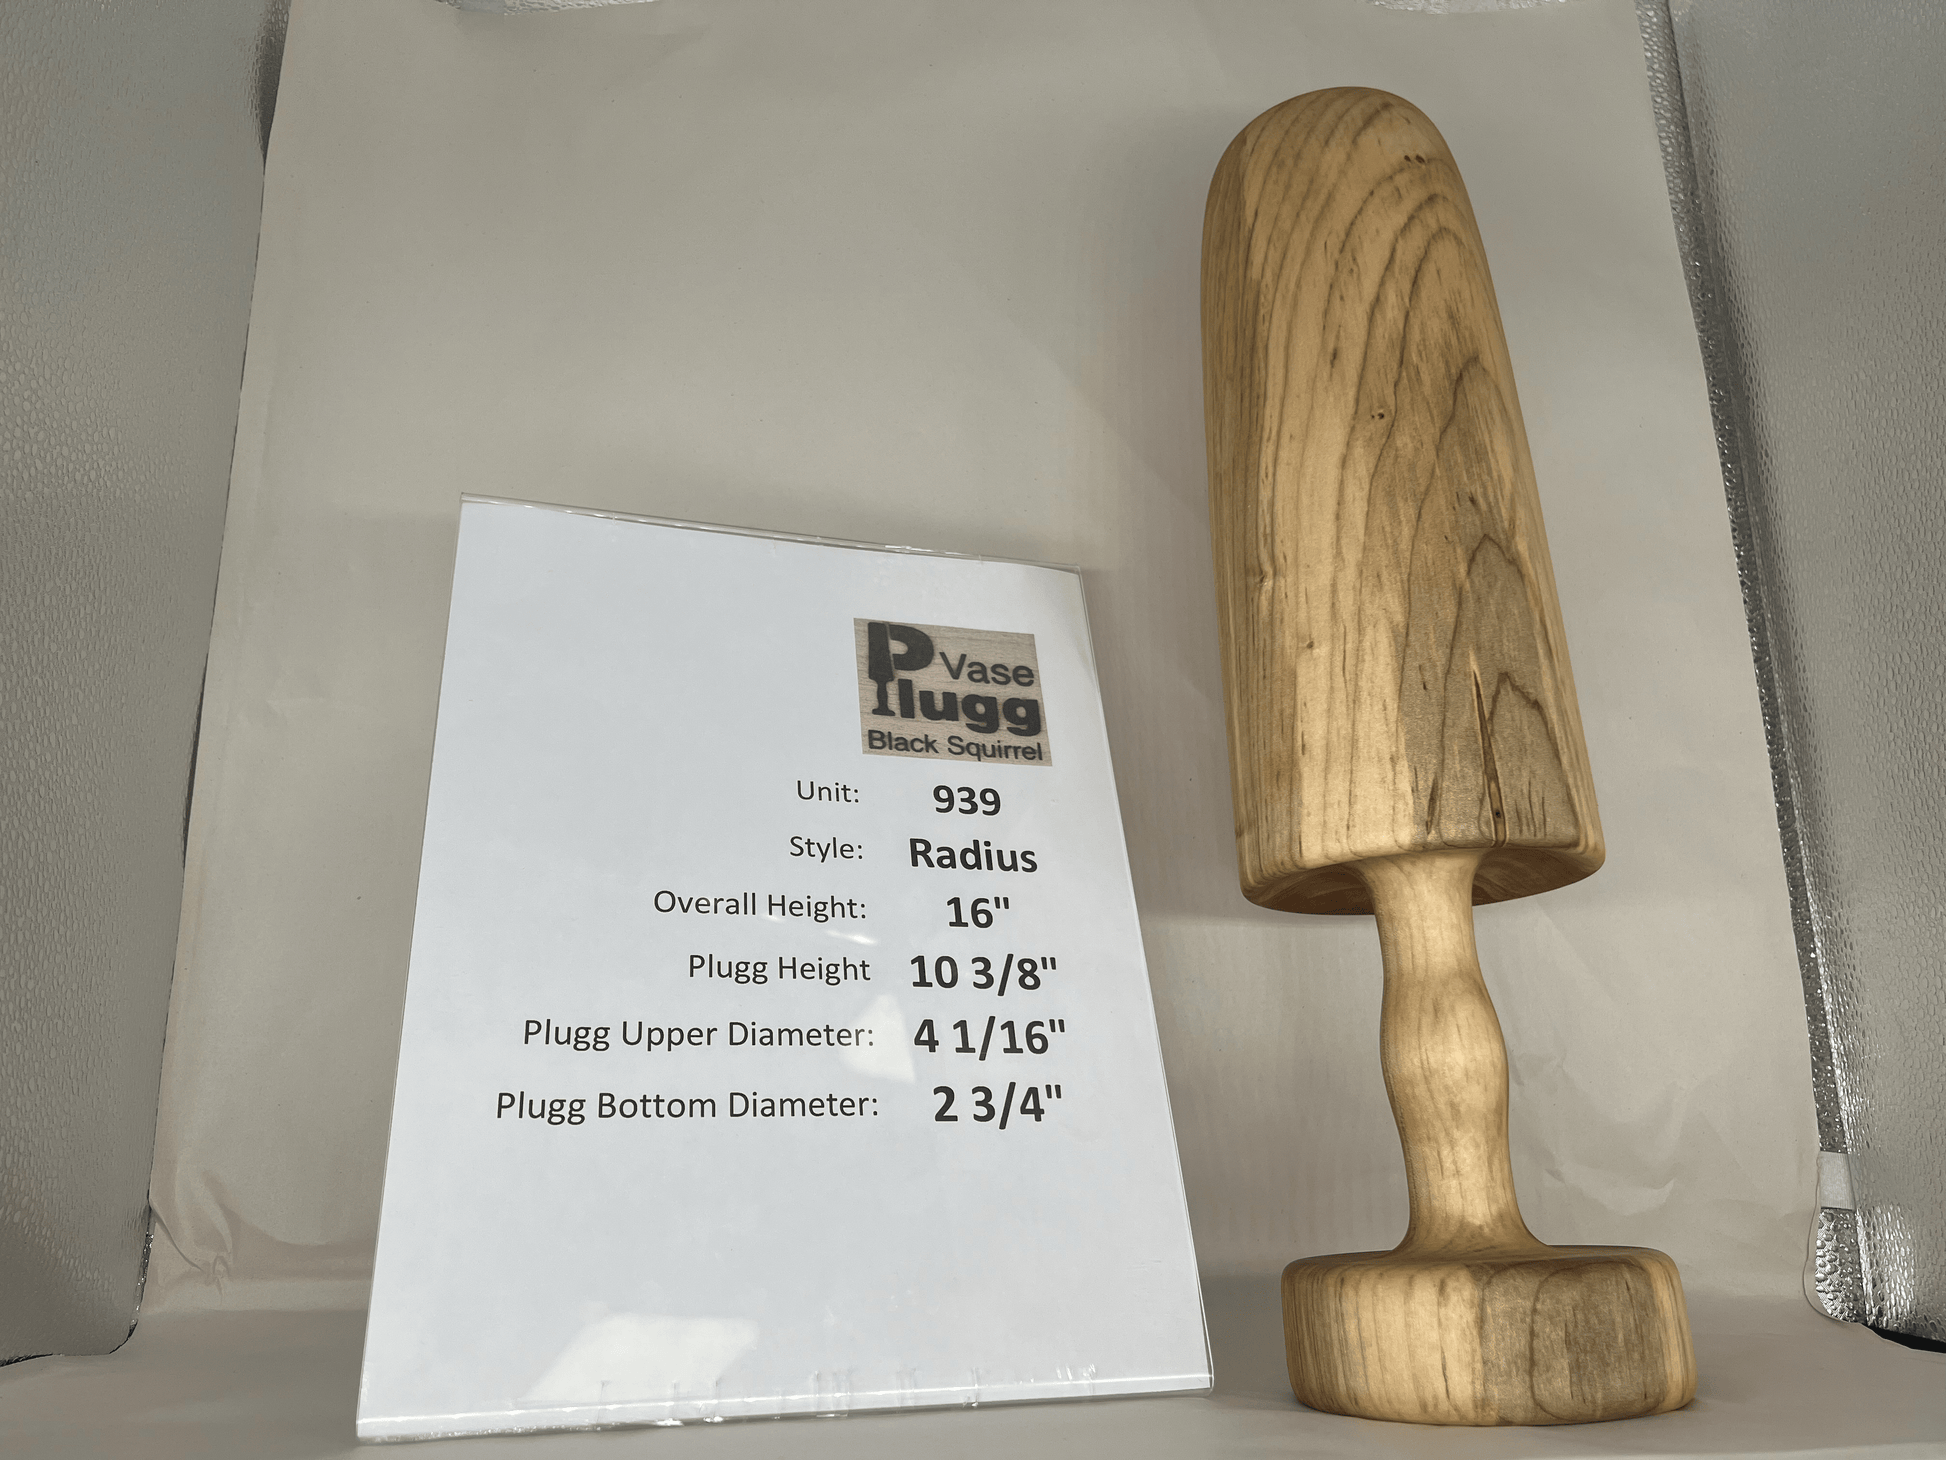 Vase
Plugg
Black Squirrel
Unit: 939
Style: Radius
Overall Height: 16"
Plugg Height 10 3/8"
Plugg Upper Diameter: 4 1/16"
Plugg Bottom Diameter: 2 3/4"